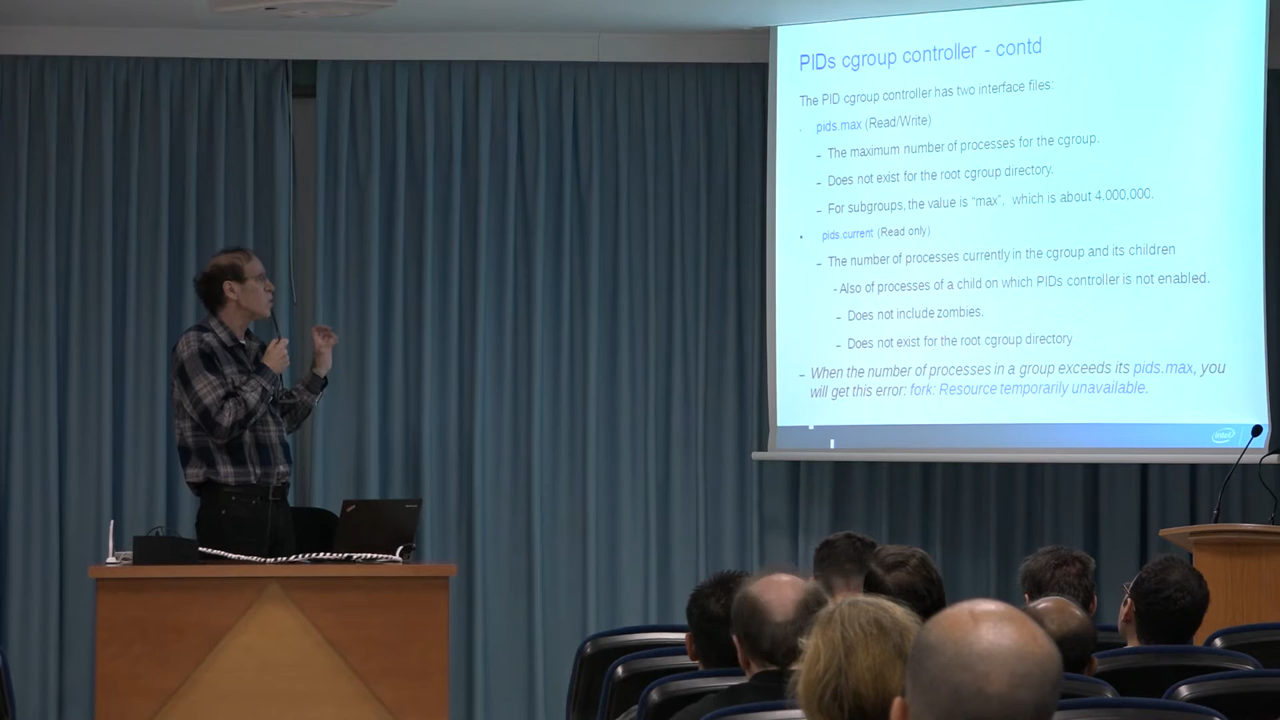 PIDs cgroup controller - contd
The PID cgroup controller has two interface files:
pids.max (Read/Write)
– The maximum number of processes for the cgroup.
– Does not exist for the root cgroup directory.
– For subgroups, the value is “max”, which is about 4,000,000.
• pids.current (Read only)
– The number of processes currently in the cgroup and its children
- Also of processes of a child on which PIDs controller is not enabled.
– Does not include zombies.
– Does not exist for the root cgroup directory
– When the number of processes in a group exceeds its pids.max, you
will get this error: fork: Resource temporarily unavailable.
intel